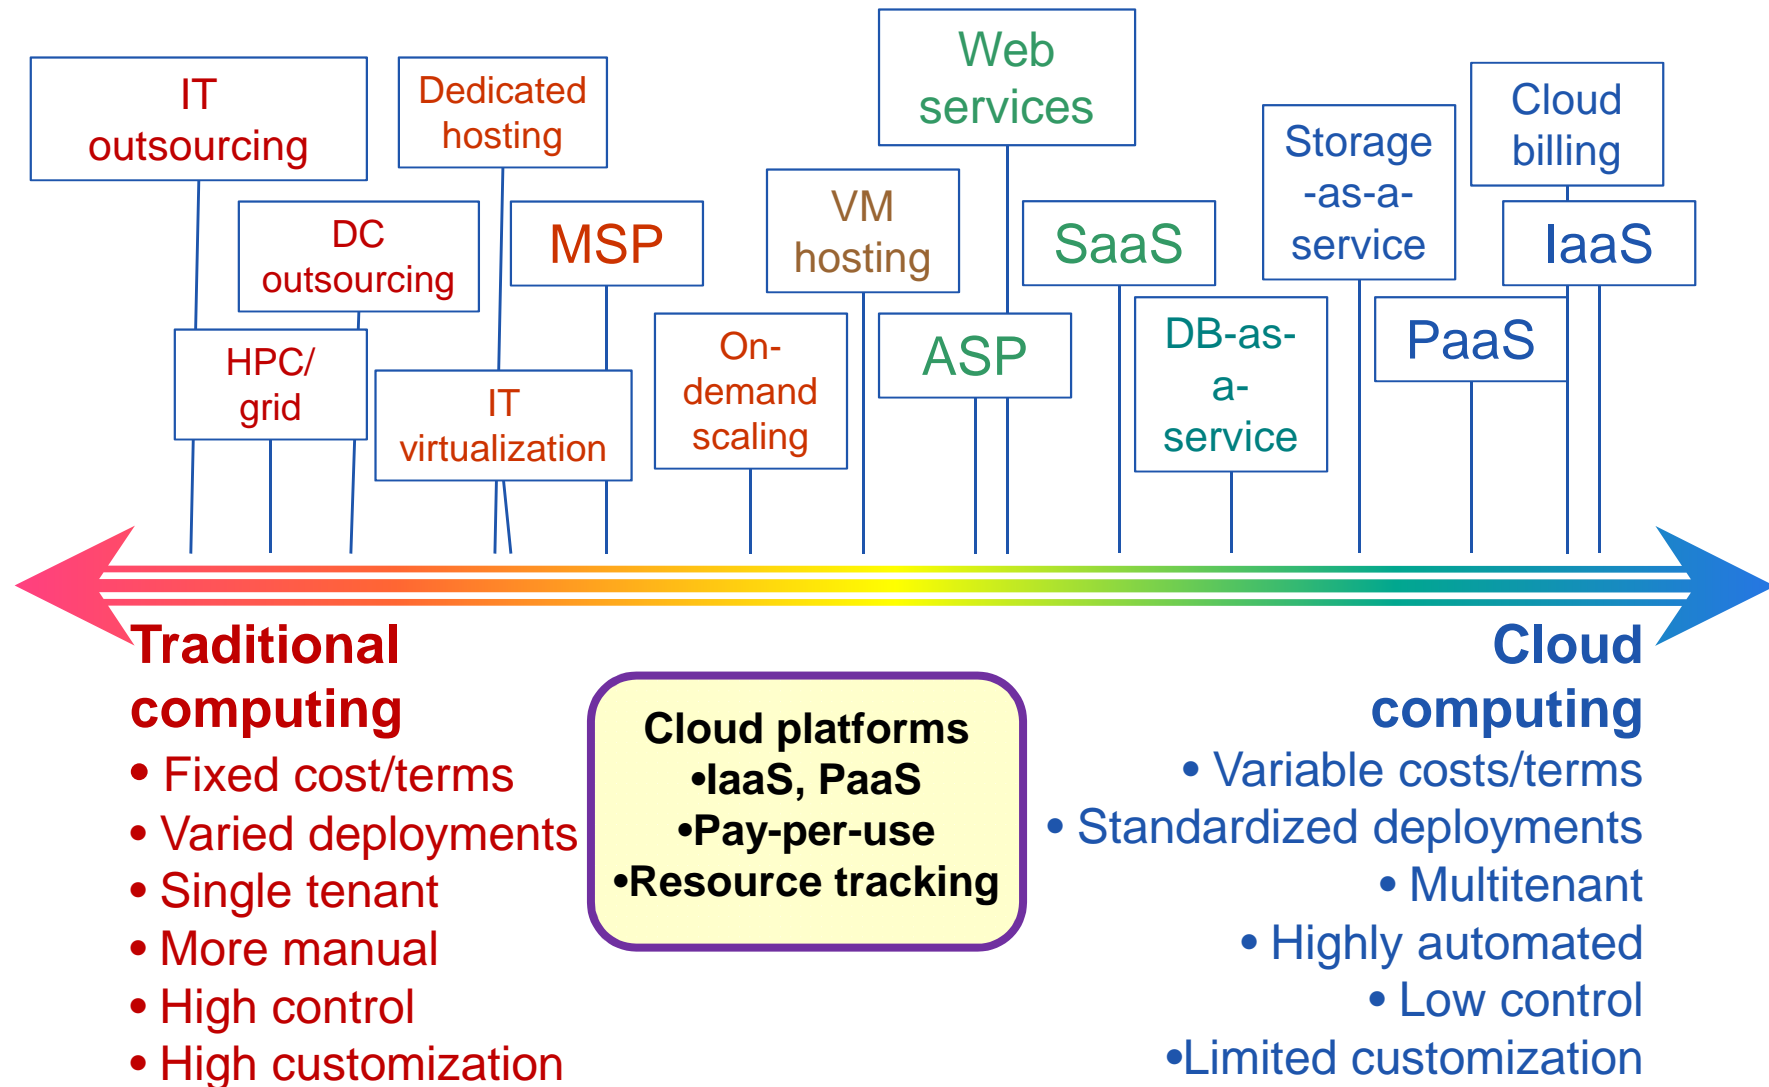 IT
outsourcing
Dedicated
hosting
Web
services
Cloud
billing
Storage
-as-a-
service
DC
outsourcing
MSP
VM
hosting
SaaS
IaaS
HPC/
grid
IT
virtualization
On-
demand
scaling
ASP
DB-as-
a-
service
PaaS
Traditional
computing
• Fixed cost/terms
• Varied deployments
• Single tenant
• More manual
• High control
• High customization
Cloud platforms
•IaaS, PaaS
•Pay-per-use
•Resource tracking
Cloud
computing
• Variable costs/terms
• Standardized deployments
• Multitenant
• Highly automated
• Low control
•Limited customization